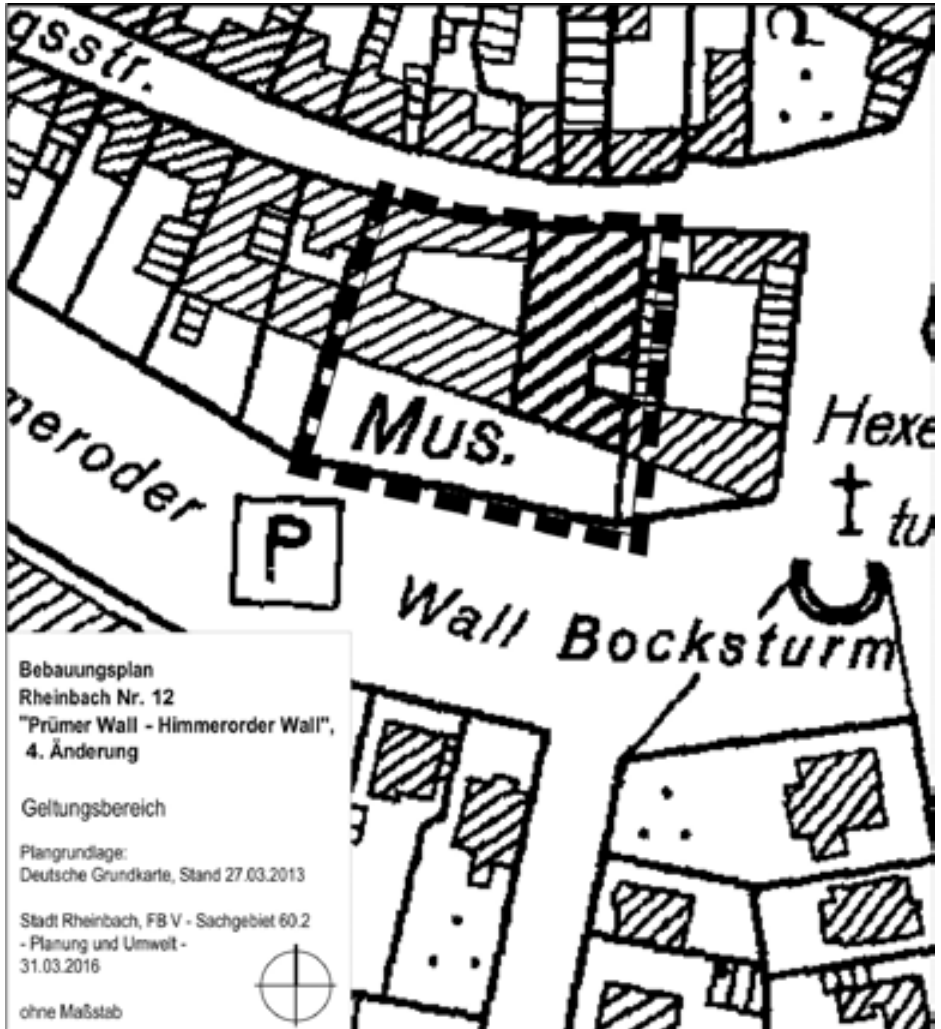 gsstr.
Mus.
meroder
P
Wall
Hexe
tu
Bocksturm
Bebauungsplan
Rheinbach Nr. 12
"Prümer Wall - Himmerorder Wall",
4. Änderung
Geltungsbereich
Plangrundlage:
Deutsche Grundkarte, Stand 27.03.2013
Stadt Rheinbach, FB V - Sachgebiet 60.2
- Planung und Umwelt -
31.03.2016
ohne Maßstab